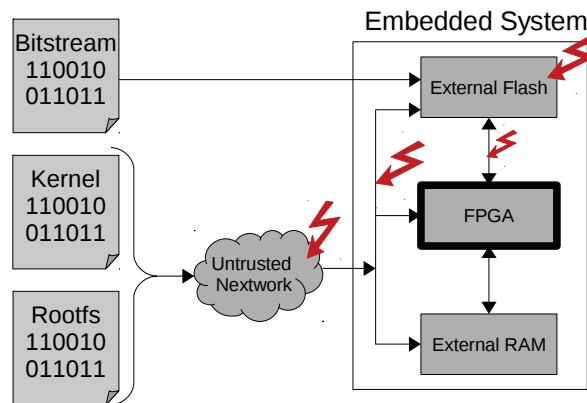 Embedded System
Bitstream
110010
011011
External Flash
Kernel
110010
011011
FPGA
Untrusted
Nextwork
Rootfs
110010
011011
External RAM